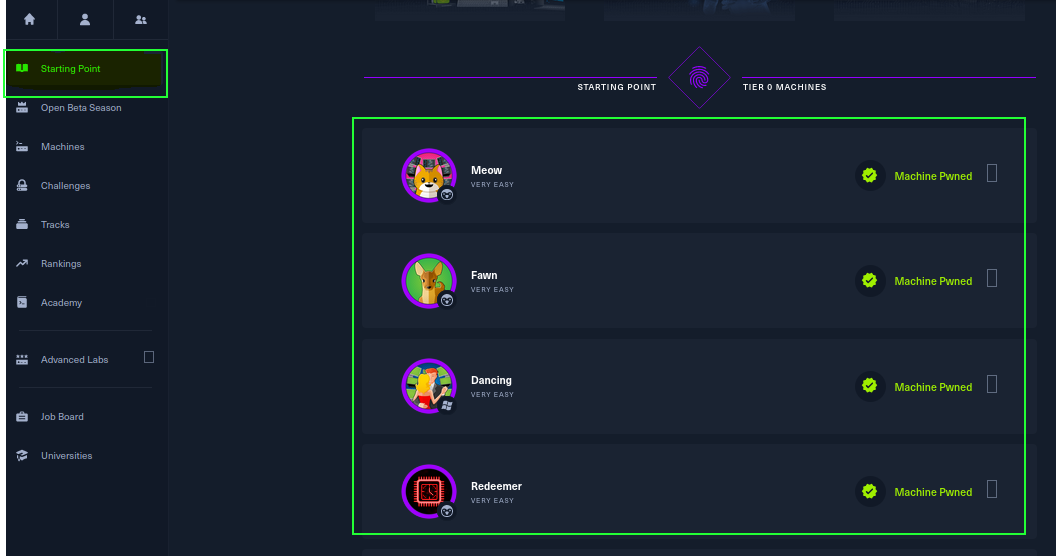 Starting Point
Open Beta Season
Machines
Challenges
Tracks
Rankings
Academy
Advanced Labs
Job Board
Universities
STARTING POINT
TIER 0 MACHINES
Meow
VERY EASY
Machine Pwned
Fawn
VERY EASY
Machine Pwned
Dancing
VERY EASY
Machine Pwned
Redeemer
VERY EASY
Machine Pwned